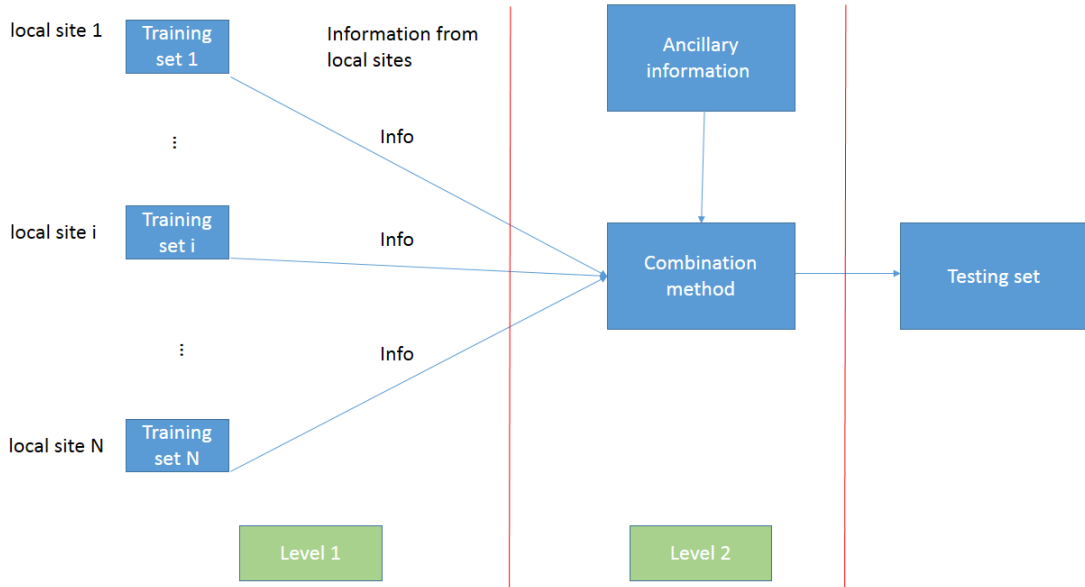 local site 1
Training
set 1
Information from
local sites
Ancillary
information
...
Info
local site i
Training
set i
Info
Combination
method
Testing set
...
Info
local site N
Training
set N
Level 1
Level 2